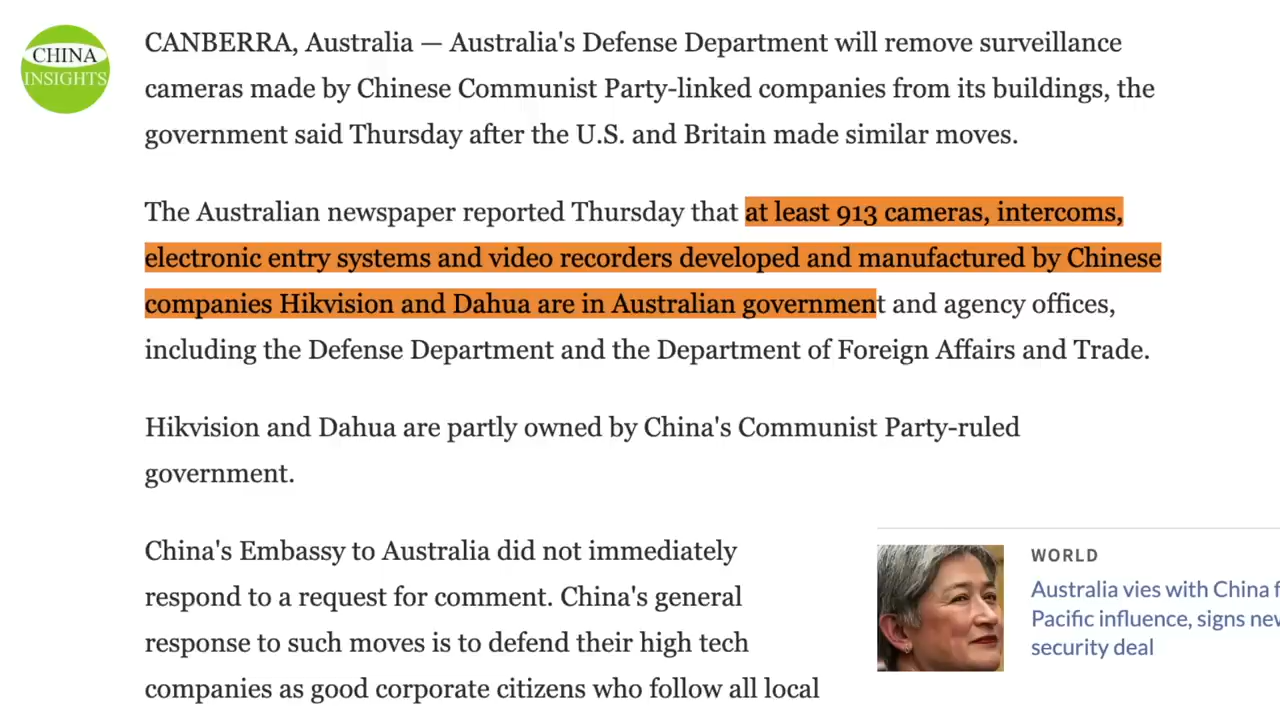 CHINA
INSIGHTS
CANBERRA, Australia — Australia's Defense Department will remove surveillance
cameras made by Chinese Communist Party-linked companies from its buildings, the
government said Thursday after the U.S. and Britain made similar moves.
The Australian newspaper reported Thursday that at least 913 cameras, intercoms,
electronic entry systems and video recorders developed and manufactured by Chinese
companies Hikvision and Dahua are in Australian government and agency offices,
including the Defense Department and the Department of Foreign Affairs and Trade.
Hikvision and Dahua are partly owned by China's Communist Party-ruled
government.
China's Embassy to Australia did not immediately
respond to a request for comment. China's general
response to such moves is to defend their high tech
companies as good corporate citizens who follow all local
WORLD
Australia vies with China f
Pacific influence, signs new
security deal